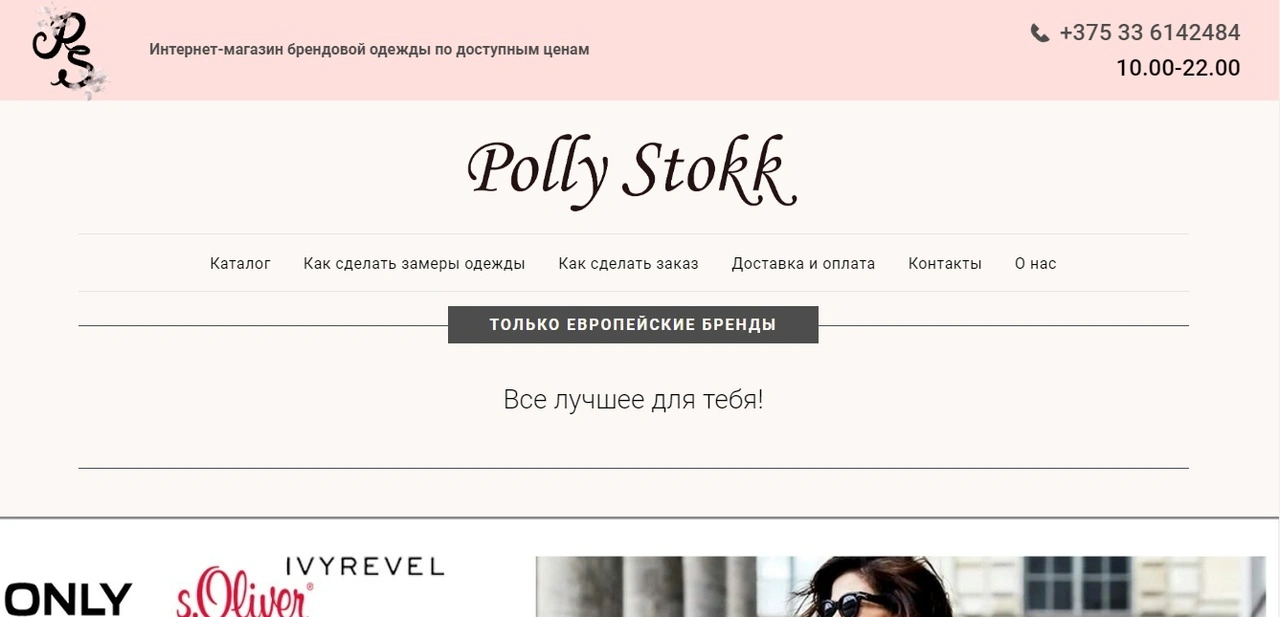 PS
Интернет-магазин брендовой одежды по доступным ценам
+375 33 6142484
10.00-22.00
Polly Stokk
Каталог Как сделать замеры одежды Как сделать заказ Доставка и оплата Контакты О нас
ТОЛЬКО ЕВРОПЕЙСКИЕ БРЕНДЫ
Все лучшее для тебя!
IVYREVEL
ONLY s.Oliver®